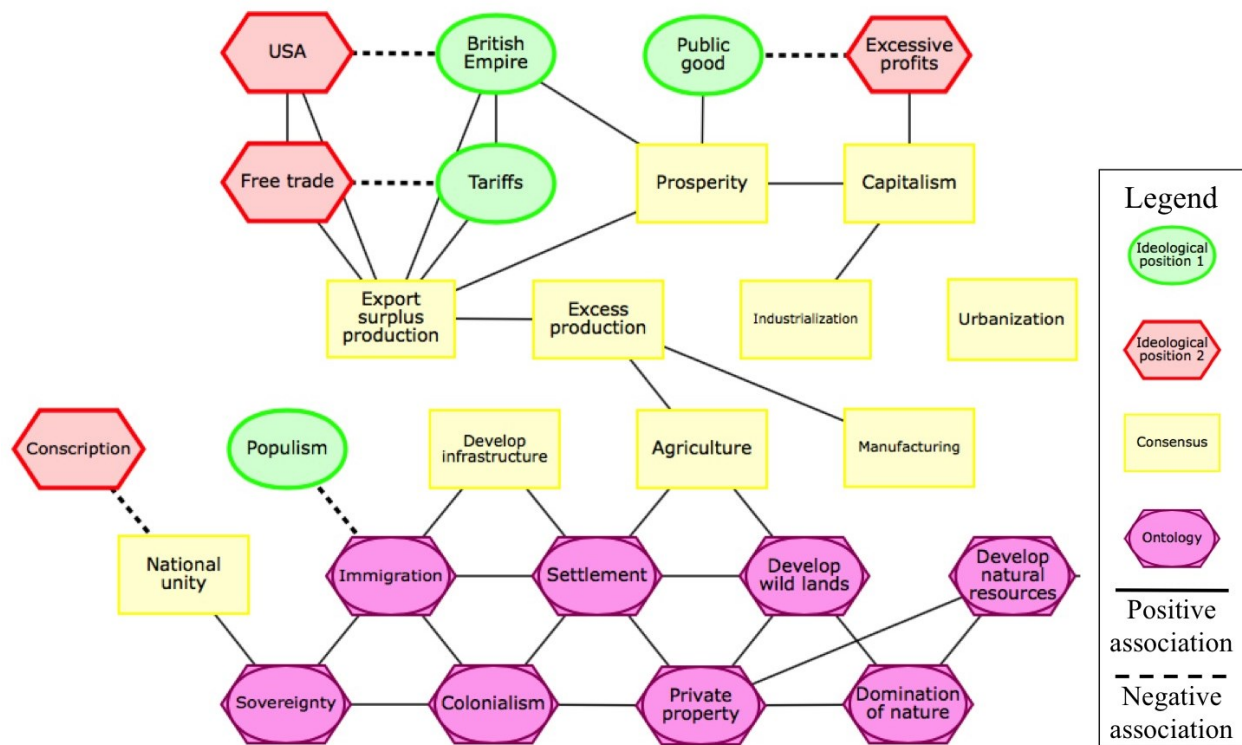 USA
British
Empire
Public
good
Excessive
profits
Free trade
Tariffs
Prosperity
Capitalism
Export
surplus
production
Excess
production
Industrialization
Urbanization
Conscription
Populism
Develop
infrastructure
Agriculture
Manufacturing
National
unity
Immigration
Settlement
Develop
wild lands
Develop
natural
resources
Sovereignty
Colonialism
Private
property
Domination
of nature
Legend
Ideological
position 1
Ideological
position 2
Consensus
Ontology
Positive
association
Negative
association